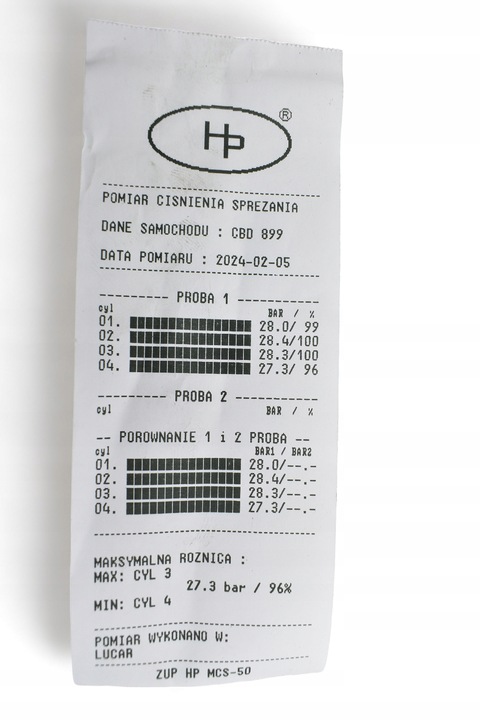 HP ®
POMIAR CISNIENIA SPREZANIA
DANE SAMOCHODU : CBD 899
DATA POMIARU : 2024-02-05
--------- PROBA 1 -----------
cyl BAR / %
01. 28.0/ 99
02. 28.4/100
03. 28.3/100
04. 27.3/ 96
--------- PROBA 2 -----------
cyl BAR / %
-- POROWNANIE 1 i 2 PROBA --
cyl BAR1 / BAR2
01. 28.0/--.-
02. 28.4/--.-
03. 28.3/--.-
04. 27.3/--.-
MAKSYMALNA ROZNICA :
MAX: CYL 3
27.3 bar / 96%
MIN: CYL 4
POMIAR WYKONANO W:
LUCAR
ZUP HP MCS-50